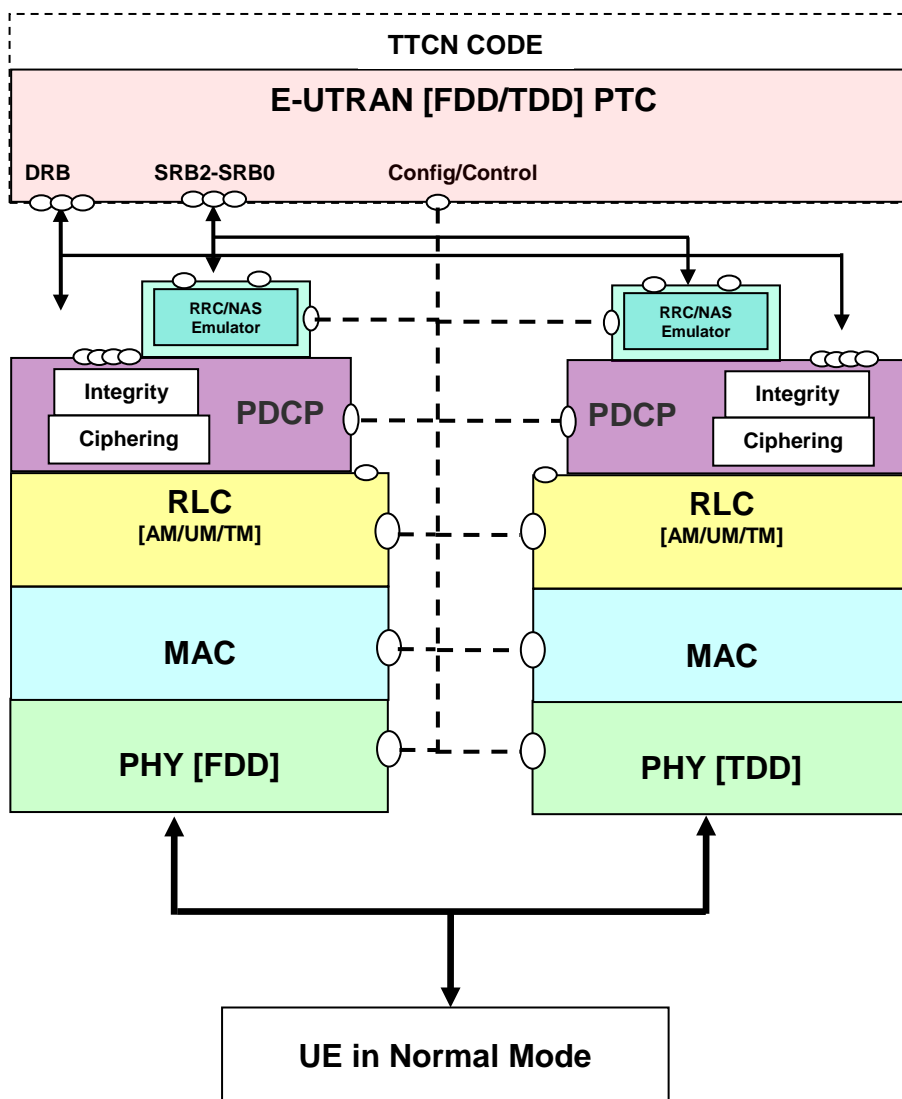 TTCN CODE
E-UTRAN [FDD/TDD] PTC
DRB
SRB2-SRB0
Config/Control
RRC/NAS
Emulator
RRC/NAS
Emulator
Integrity
Ciphering
PDCP
PDCP
Integrity
Ciphering
RLC
[AM/UM/TM]
RLC
[AM/UM/TM]
MAC
MAC
PHY [FDD]
PHY [TDD]
UE in Normal Mode